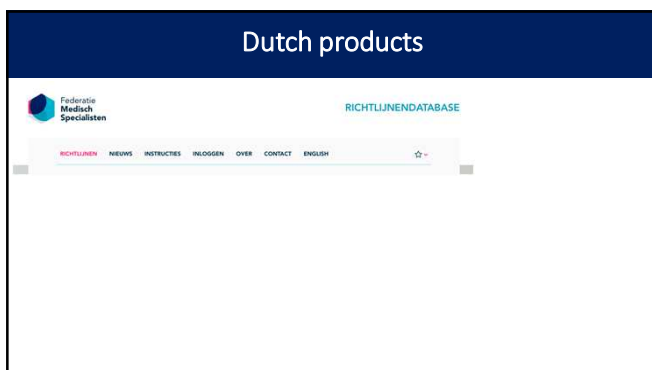 Dutch products
Federatie
Medisch
Specialisten
RICHTLIJNENDATABASE
RICHTLIJNEN NIEUWS INSTRUCTIES INLOGGEN OVER CONTACT ENGLISH